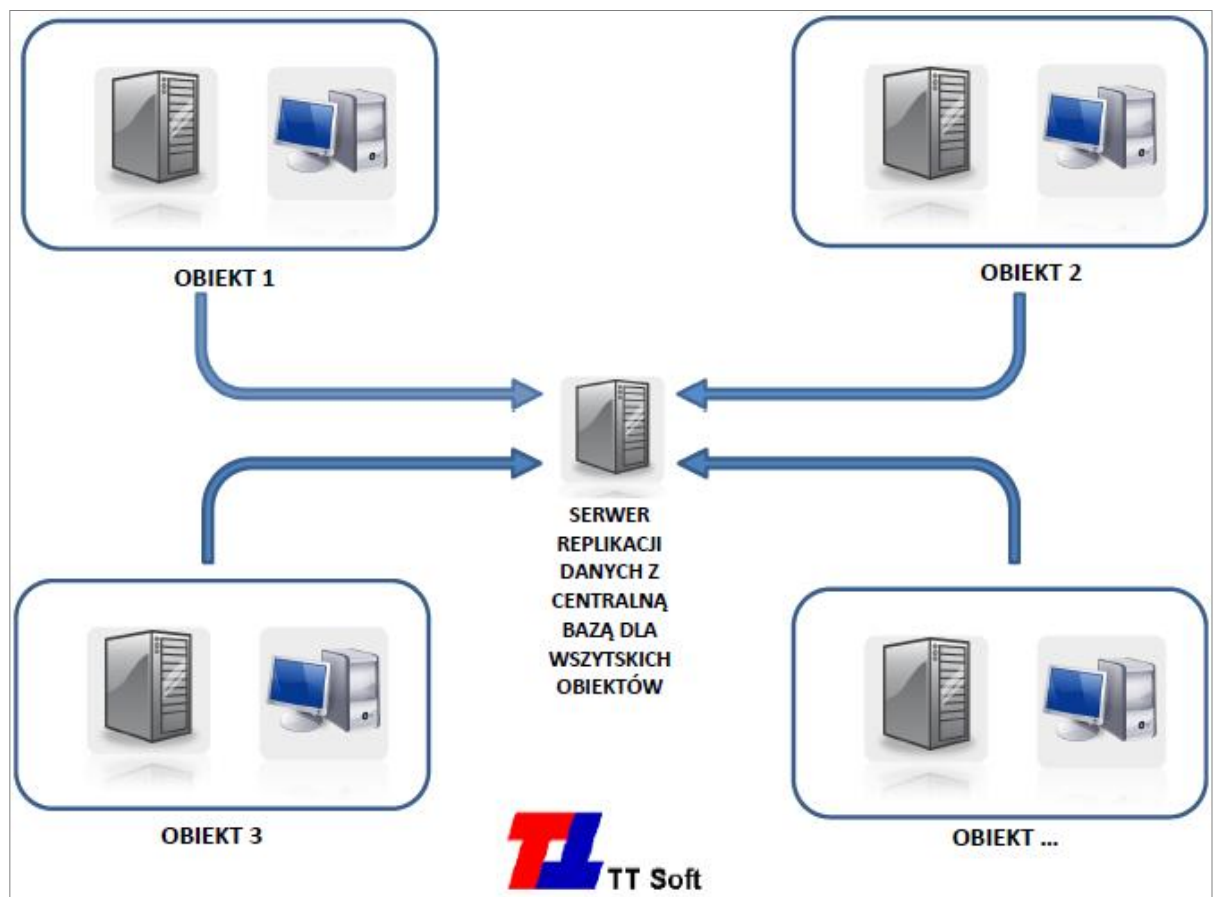 OBIEKT 1
OBIEKT 2
SERWER
REPLIKACJI
DANYCH Z
CENTRALNĄ
BAZĄ DLA
WSZYTSKICH
OBIEKTÓW
OBIEKT 3
OBIEKT ...
TT Soft